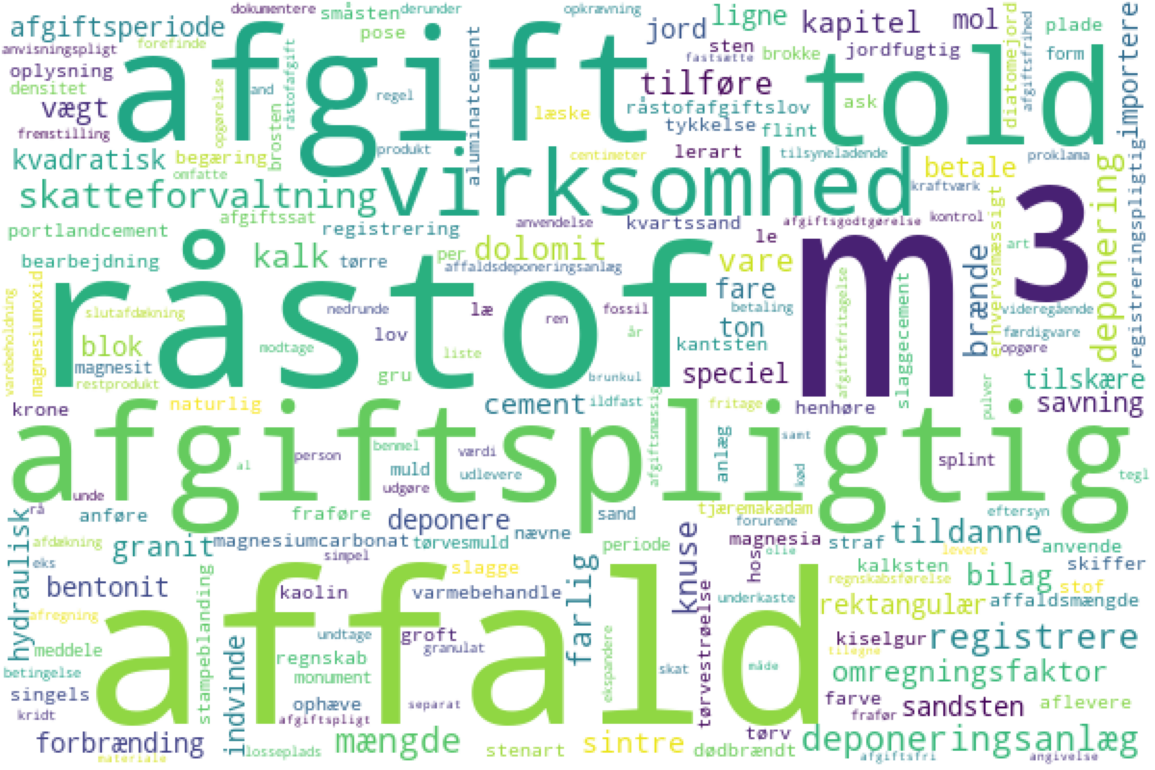 afgift
told
råstof
m
3
virksomhed
afgiftspligtig
affald
afgiftsperiode
dokumentere
småsten
derunder
opkrævning
ligne
kapitel
mol
plade
anvisningspligt
forefinde
pose
jord
sten
fastsætte
brokke
jordfugtig
form
oplysning
densitet
vægt
fremstilling
opgørelse
and
råstofafgift
brosten
regel
aluminatcement
læske
tilføre
råstofafgiftslov
tykkelse
flint
ask
diatomejord
afgiftsfrihed
importere
kvadratisk
begæring
omfatte
produkt
centimeter
lerart
tilsyneladende
betale
proklama
kraftværk
skatteforvaltning
afgiftssat
registrering
anvendelse
kvartssand
afgiftsgodtgørelse
kontrol
deponering
registreringspligtig
portlandcement
bearbejdning
kalk
tørre
per
dolomit
affaldsdeponeringsanlæg
le
vare
fare
betaling
brænde
art
erhvervsmæssigt
videregående
færdigvare
opgøre
varebeholdning
magnesiumoxid
slutafdækning
nedrunde
læ
ren
fossil
år
ton
kantsten
afgiftsfritagelse
slaggecement
blok
magnesit
restprodukt
modtage
lov
liste
gru
brunkul
speciel
pulver
tilskære
savning
krone
naturlig
cement
ildfast
afgiftsmæssig
fritage
henhøre
person
benmel
værdi
al
muld
udlevere
udgøre
anlæg
samt
kød
splint
tegl
unde
rå
anføre
fraføre
deponere
nævne
sand
tjæremakadam
forurene
eftersyn
tildanne
hydraulisk
afdækning
eks
granit
magnesiumcarbonat
simpel
tørvesmuld
periode
knuse
magnesia
hos
olie
straf
levere
anvende
skiffer
bentonit
kaolin
slagge
varmebehandle
farlig
underkaste
kalksten
regnskabsførelse
bilag
stof
afregning
stampeblanding
undtage
groft
granulat
tørvestrøelse
rektangulær
affaldsmængde
meddele
betingelse
indvinde
regnskab
monument
ekspandere
skat
måde
kiselgur
tilegne
registrere
singels
kridt
ophæve
afgiftspligt
separat
omregningsfaktor
farve
frafør
sandsten
aflevere
forbrænding
materiale
losseplads
mængde
stenart
sintre
dødbrændt
tørv
deponeringsanlæg
afgiftsfri
angivelse